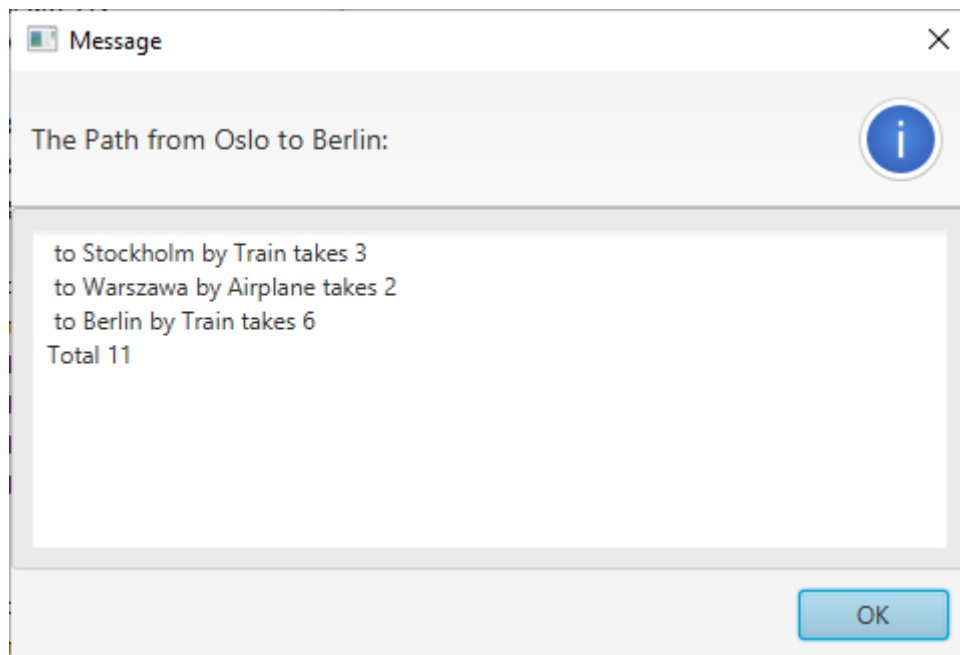 Message
The Path from Oslo to Berlin:
i
to Stockholm by Train takes 3
to Warszawa by Airplane takes 2
to Berlin by Train takes 6
Total 11
OK